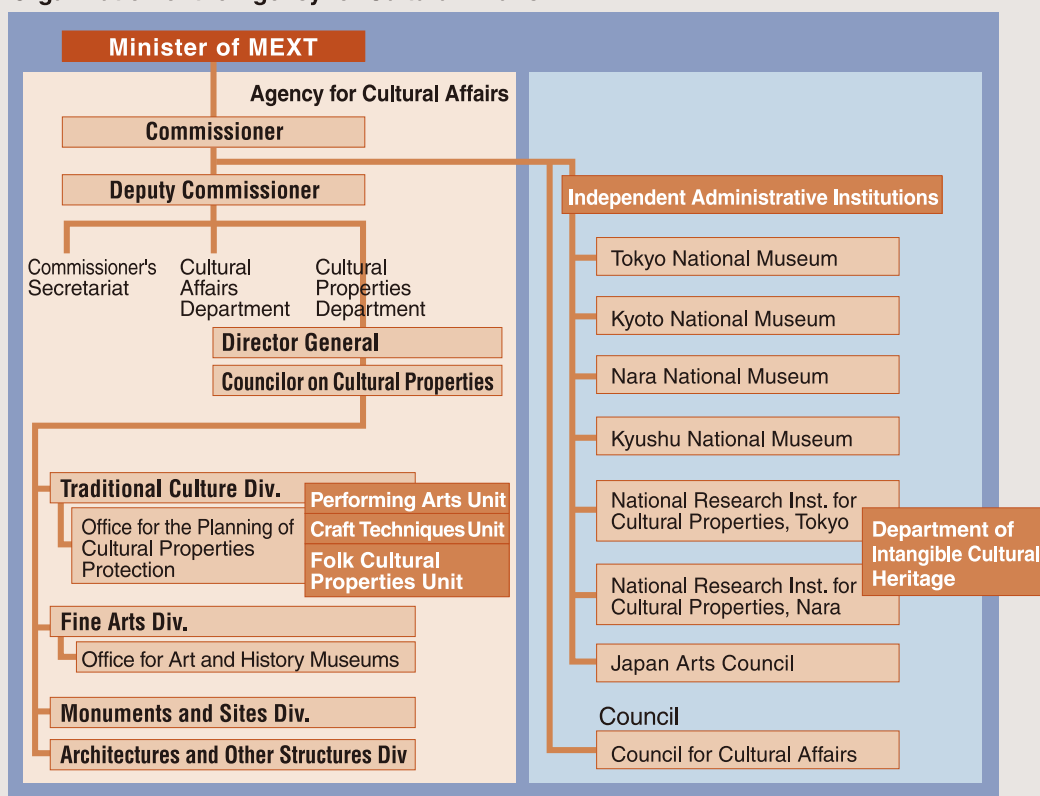 Minister of MEXT
Agency for Cultural Affairs
Commissioner
Deputy Commissioner
Commissioner's
Secretariat
Cultural
Affairs
Department
Cultural
Properties
Department
Director General
Councilor on Cultural Properties
Traditional Culture Div.
Office for the Planning of
Cultural Properties
Protection
Performing Arts Unit
Craft Techniques Unit
Folk Cultural
Properties Unit
Fine Arts Div.
Office for Art and History Museums
Monuments and Sites Div.
Architectures and Other Structures Div
Independent Administrative Institutions
Tokyo National Museum
Kyoto National Museum
Nara National Museum
Kyushu National Museum
National Research Inst. for
Cultural Properties, Tokyo
Department of
Intangible Cultural
Heritage
National Research Inst. for
Cultural Properties, Nara
Japan Arts Council
Council
Council for Cultural Affairs